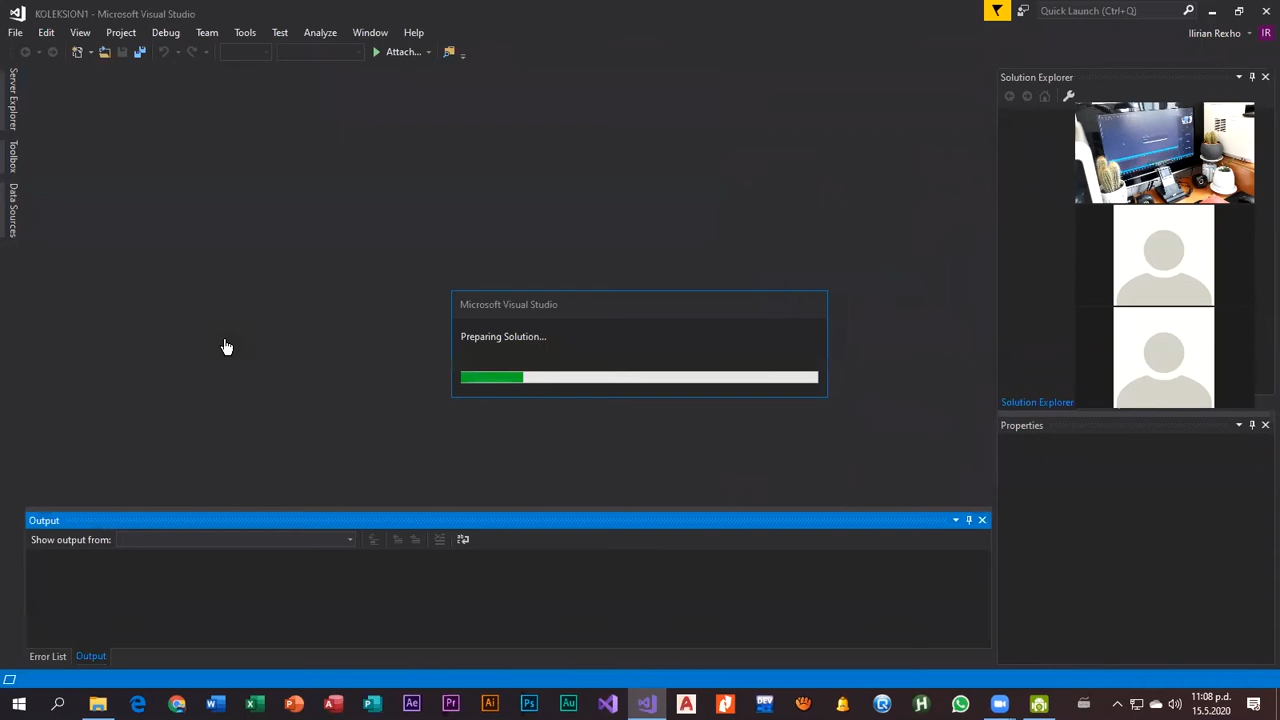 KOLEKSION1 - Microsoft Visual Studio
Quick Launch (Ctrl+Q)
File Edit View Project Debug Team Tools Test Analyze Window Help
Ilirian Rexho IR
Attach...
Server Explorer
Toolbox
Data Sources
Solution Explorer
Microsoft Visual Studio
Preparing Solution...
Solution Explorer
Properties
Output
Show output from:
Error List Output
11:08 p.d.
15.5.2020